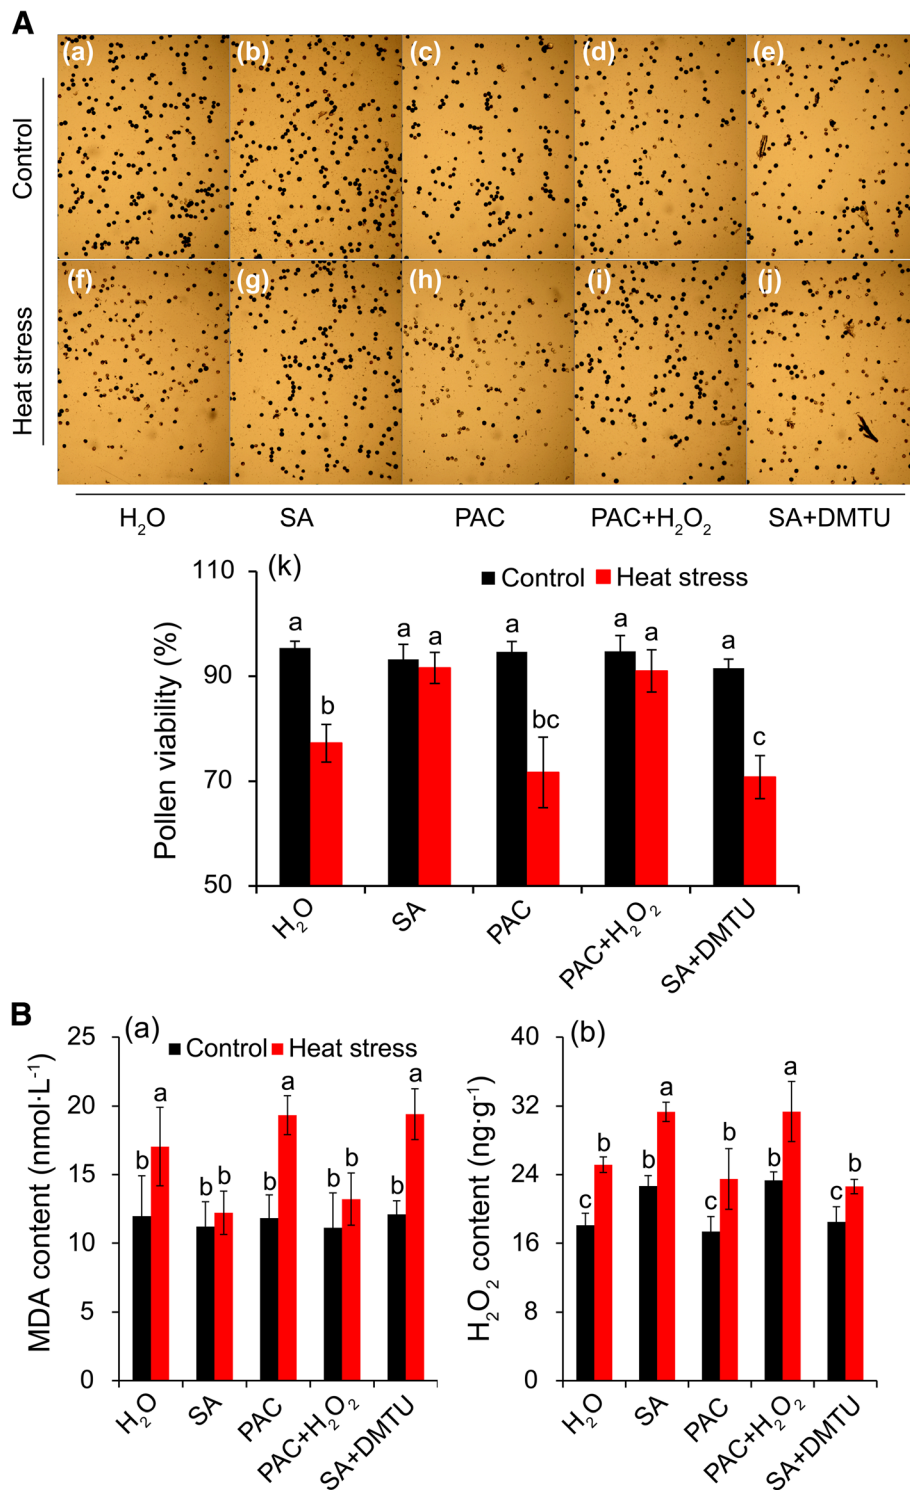 A
(a) (b) (c) (d) (e)
Control
(f) (g) (h) (i) (j)
Heat stress
H₂O SA PAC PAC+H₂O₂ SA+DMTU
(k)
Control Heat stress
Pollen viability (%)
110
90
70
50
a b a a a bc a a a c
H₂O SA PAC PAC+H₂O₂ SA+DMTU
B
(a)
Control Heat stress
MDA content (nmol·L⁻¹)
25
20
15
10
5
0
b a b b b a b b b a
H₂O SA PAC PAC+H₂O₂ SA+DMTU
(b)
H₂O₂ content (ng·g⁻¹)
40
32
24
16
8
0
c b b a c b b a c b
H₂O SA PAC PAC+H₂O₂ SA+DMTU